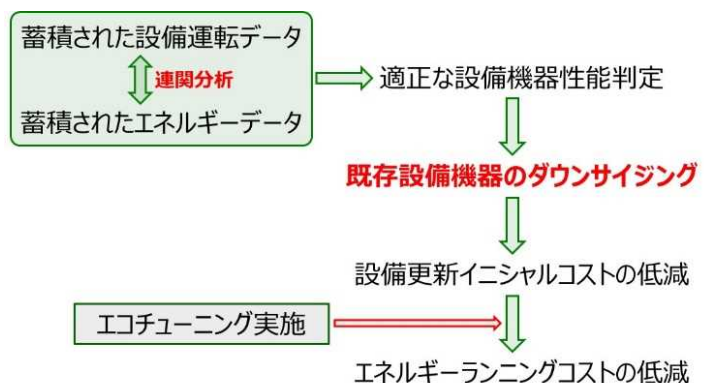 蓄積された設備運転データ
連関分析
蓄積されたエネルギーデータ
適正な設備機器性能判定
既存設備機器のダウンサイジング
設備更新イニシャルコストの低減
エコチューニング実施
エネルギーランニングコストの低減